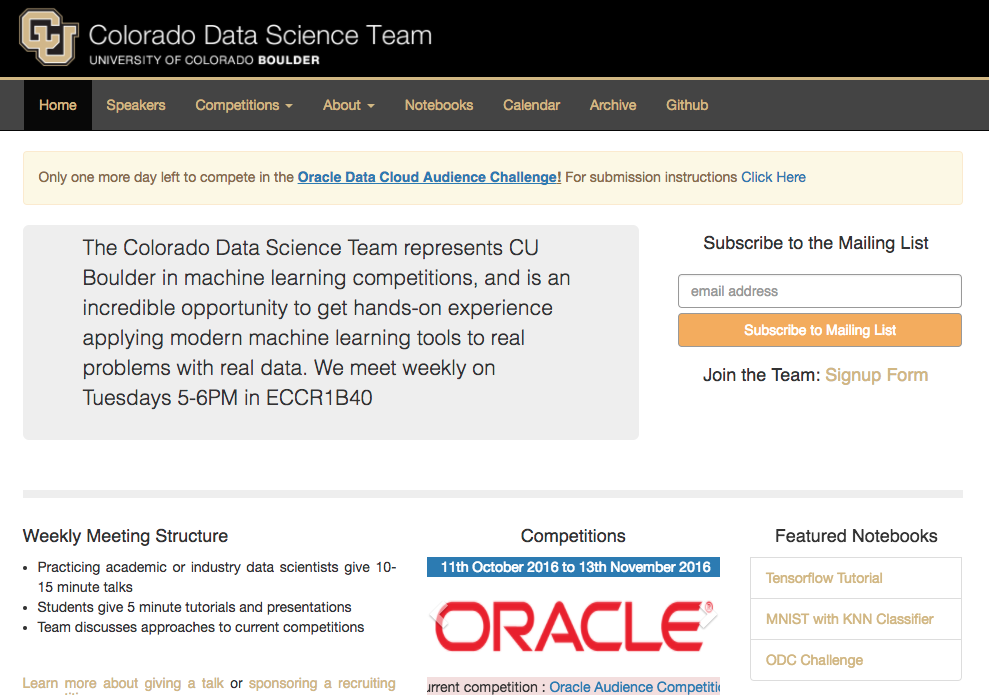 CU
Colorado Data Science Team
UNIVERSITY OF COLORADO BOULDER
Home Speakers Competitions About Notebooks Calendar Archive Github
Only one more day left to compete in the Oracle Data Cloud Audience Challenge! For submission instructions Click Here
The Colorado Data Science Team represents CU
Boulder in machine learning competitions, and is an
incredible opportunity to get hands-on experience
applying modern machine learning tools to real
problems with real data. We meet weekly on
Tuesdays 5-6PM in ECCR1B40
Subscribe to the Mailing List
email address
Subscribe to Mailing List
Join the Team: Signup Form
Weekly Meeting Structure
• Practicing academic or industry data scientists give 10-
15 minute talks
• Students give 5 minute tutorials and presentations
• Team discusses approaches to current competitions
Learn more about giving a talk or sponsoring a recruiting
Competitions
11th October 2016 to 13th November 2016
ORACLE®
urrent competition : Oracle Audience Competiti
Featured Notebooks
Tensorflow Tutorial
MNIST with KNN Classifier
ODC Challenge